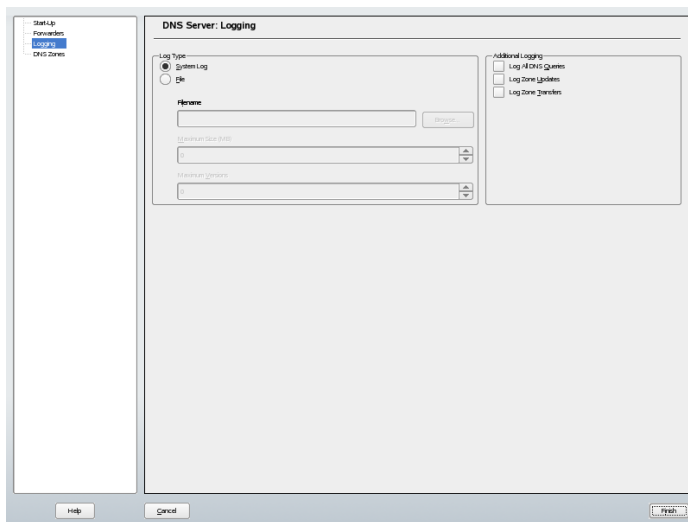 Start-Up
Forwarders
Logging
DNS Zones
DNS Server: Logging
Log Type
System Log
File
Filename
Browse...
Maximum Size (MB)
0
Maximum Versions
0
Additional Logging
Log All DNS Queries
Log Zone Updates
Log Zone Transfers
Help
Cancel
Finish